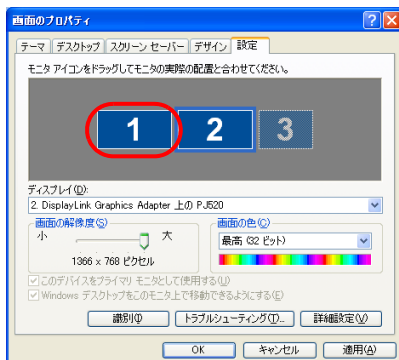 画面のプロパティ
テーマ デスクトップ スクリーン セーバー デザイン 設定
モニタ アイコンをドラッグしてモニタの実際の配置と合わせてください。
1 2 3
ディスプレイ(D):
2. DisplayLink Graphics Adapter 上の PJ520
画面の解像度(S)
小 大
1366 × 768 ピクセル
画面の色(C)
最高 (32 ビット)
このデバイスをプライマリ モニタとして使用する(U)
Windows デスクトップをこのモニタ上で移動できるようにする(E)
識別(I) トラブルシューティング(T)... 詳細設定(V)
OK キャンセル 適用(A)